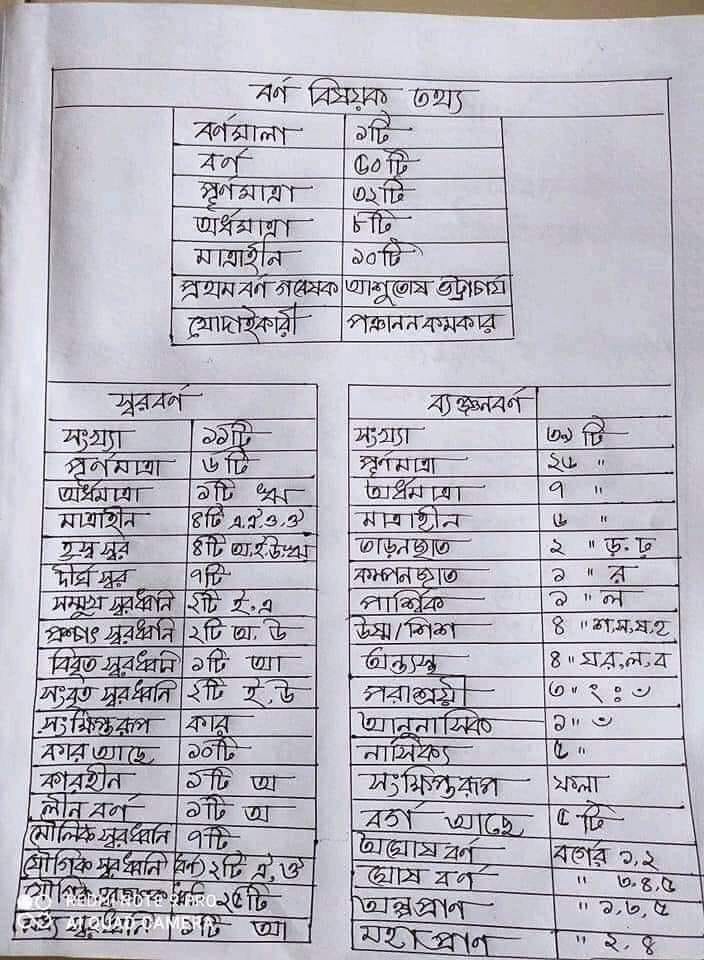 বর্ণ বিষয়ক তথ্য
বর্ণমালা ১টি
বর্ণ ৫০টি
পূর্ণমাত্রা ৩২টি
অর্ধমাত্রা ৮টি
মাত্রাহীন ১০টি
প্রথম বর্ণ গবেষক আশুতোষ ভট্টাচার্য
খোদাইকারী পঞ্চানন কর্মকার
স্বরবর্ণ
সংখ্যা ১১টি
পূর্ণমাত্রা ৬টি
অর্ধমাত্রা ১টি ঋ
মাত্রাহীন ৪টি এ,ঐ,ও,ঔ
হ্রস্ব স্বর ৪টি অ,ই,উ,ঋ
দীর্ঘ স্বর ৭টি
সম্মুখ স্বরধ্বনি ২টি ই,এ
পশ্চাৎ স্বরধ্বনি ২টি অ, উ
বিবৃত স্বরধ্বনি ১টি আ
সংবৃত স্বরধ্বনি ২টি ই,উ
সংক্ষিপ্তরূপ কার
কার আছে ১০টি
কারহীন ১টি অ
লীন বর্ণ ১টি অ
মৌলিক স্বরধ্বনি ৭টি
যৌগিক স্বরধ্বনি (বর্ণ) ২টি ঐ,ঔ
যৌগিক ২৫টি
১টি আ
REDMI NOTE 9 PRO
AI QUAD CAMERA
ব্যঞ্জনবর্ণ
সংখ্যা ৩৯ টি
পূর্ণমাত্রা ২৬ "
অর্ধমাত্রা ৭ "
মাত্রাহীন ৬ "
তাড়নজাত ২ " ড়.ঢ়
কম্পনজাত ১ " র
পার্শ্বিক ১ " ল
উষ্ম/শিশ ৪ " শ,স,ষ,হ
অন্ত্যস্থ ৪ " য,র,ল,ব
পরাশ্রয়ী ৩ " ং ঃ ঁ
আনুনাসিক ১ " ঁ
নাসিক্য ৫ "
সংক্ষিপ্তরূপ ফলা
বর্গ আছে ৫ টি
অঘোষ বর্ণ বর্গের ১,২
ঘোষ বর্ণ " ৩,৪,৫
অল্পপ্রাণ " ১,৩,৫
মহাপ্রাণ " ২,৪